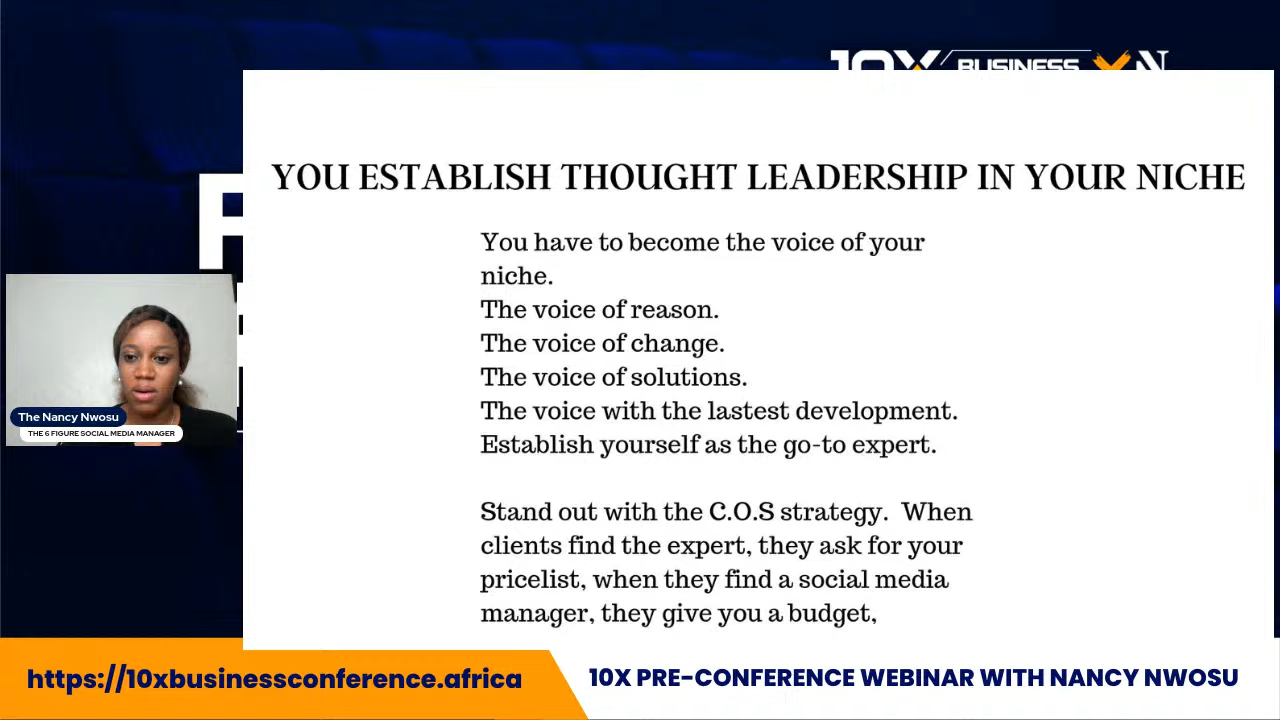 10X BUSINESS
YOU ESTABLISH THOUGHT LEADERSHIP IN YOUR NICHE
You have to become the voice of your
niche.
The voice of reason.
The voice of change.
The voice of solutions.
The voice with the lastest development.
Establish yourself as the go-to expert.
Stand out with the C.O.S strategy.  When
clients find the expert, they ask for your
pricelist, when they find a social media
manager, they give you a budget,
The Nancy Nwosu
THE 6 FIGURE SOCIAL MEDIA MANAGER
https://10xbusinessconference.africa
10X PRE-CONFERENCE WEBINAR WITH NANCY NWOSU